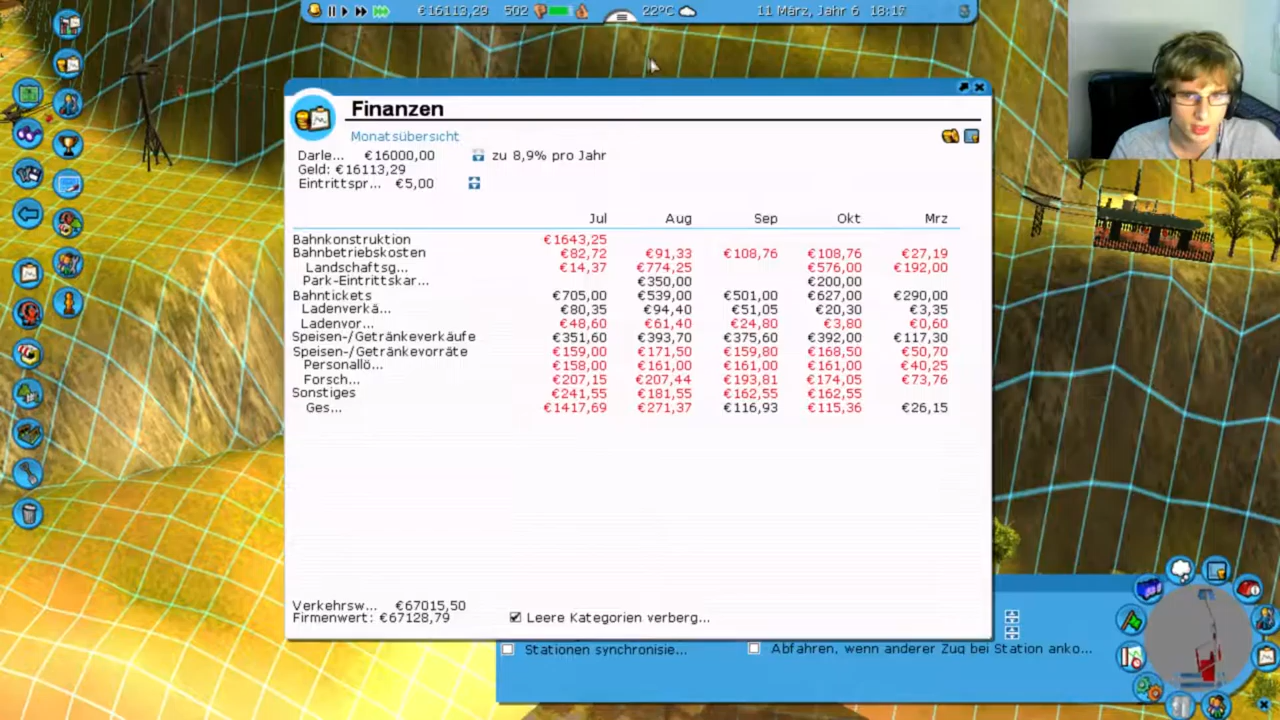 €16113,29 502 22°C 11 März, Jahr 6
Finanzen
Monatsübersicht
Darle... €16000,00 zu 8,9% pro Jahr
Geld: €16113,29
Eintrittspr... €5,00
Jul Aug Sep Okt Mrz
Bahnkonstruktion €1643,25
Bahnbetriebskosten €82,72 €91,33 €108,76 €108,76 €27,19
Landschaftsg... €14,37 €774,25 €576,00 €192,00
Park-Eintrittskar... €350,00 €200,00
Bahntickets €705,00 €539,00 €501,00 €627,00 €290,00
Ladenverkä... €80,35 €94,40 €51,05 €20,30 €3,35
Ladenvor... €48,60 €61,40 €24,80 €3,80 €0,60
Speisen-/Getränkeverkäufe €351,60 €393,70 €375,60 €392,00 €117,30
Speisen-/Getränkevorräte €159,00 €171,50 €159,80 €168,50 €50,70
Personallö... €158,00 €161,00 €161,00 €161,00 €40,25
Forsch... €207,15 €207,44 €193,81 €174,05 €73,76
Sonstiges €241,55 €181,55 €162,55 €162,55
Ges... €1417,69 €271,37 €116,93 €115,36 €26,15
Verkehrsw... €67015,50
Firmenwert: €67128,79 Leere Kategorien verberg...
Stationen synchronisie... Abfahren, wenn anderer Zug bei Station anko...